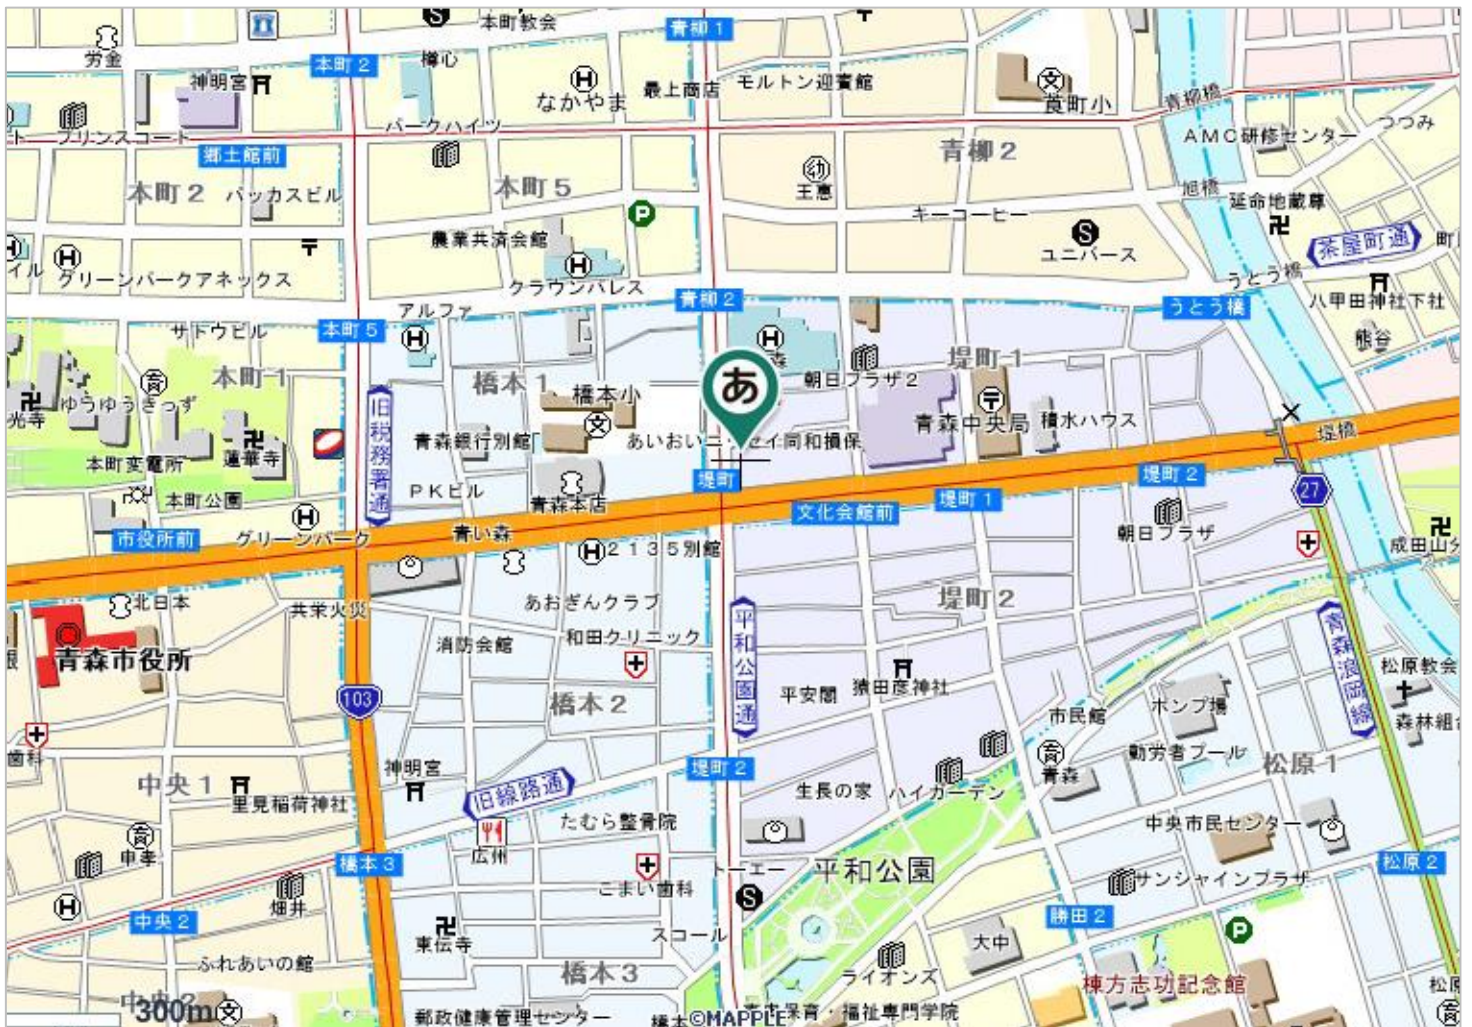 本町教会
青柳1
労金
樽心
本町2
神明宮
なかやま
最上商店
モルトン迎賓館
莨町小
青柳橋
プリンスコート
パークハイツ
AMC研修センター
つつみ
郷土館前
青柳2
本町2
バッカスビル
本町5
王恵
旭橋
延命地蔵尊
P
キーコーヒー
農業共済会館
ユニバース
茶屋町通
グリーンパークアネックス
クラウンパレス
うとう橋
八甲田神社下社
アルファ
青柳2
うとう橋
サトウビル
本町5
熊谷
本町1
橋本1
堤町1
あ
橋本小
朝日プラザ2
ゆうゆうきっず
光寺
旧税務署通
青森銀行別館
あいおいニッセイ同和損保
青森中央局
積水ハウス
堤橋
本町変電所
蓮華寺
本町公園
PKビル
青森本店
堤町
堤町1
堤町2
27
文化会館前
市役所前
グリーンパーク
青い森
2135別館
朝日プラザ
成田山分
北日本
共栄火災
あおぎんクラブ
堤町2
平和公園通
青森浪岡線
青森市役所
消防会館
和田クリニック
松原教会
103
橋本2
平安閣
猿田彦神社
市民館
ポンプ場
森林組合
歯科
中央1
神明宮
堤町2
青森
勤労者プール
松原1
里見稲荷神社
旧線路通
生長の家
ハイガーデン
たむら整骨院
中央市民センター
申孝
広州
橋本3
こまい歯科
トーエー
平和公園
松原2
サンシャインプラザ
畑井
中央2
勝田2
P
東伝寺
スコール
大中
ふれあいの館
橋本3
ライオンズ
棟方志功記念館
中央2
300m
郵政健康管理センター
©MAPPLE
保育・福祉専門学院